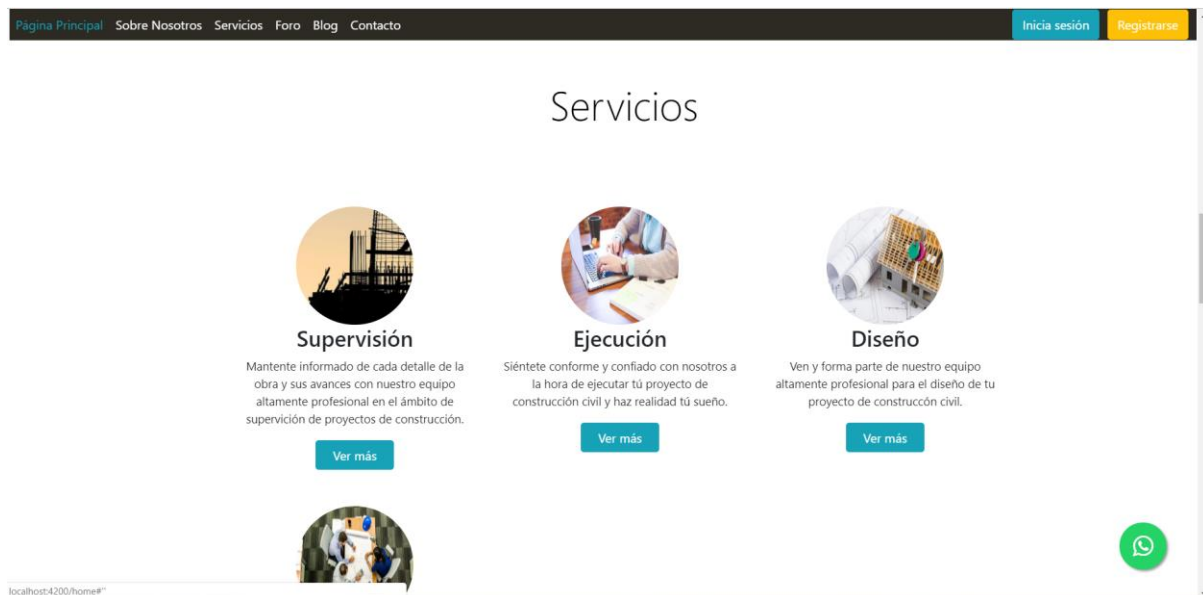 Página Principal Sobre Nosotros Servicios Foro Blog Contacto Inicia sesión Registrarse
Servicios
Supervisión
Mantente informado de cada detalle de la
obra y sus avances con nuestro equipo
altamente profesional en el ámbito de
supervición de proyectos de construcción.
Ver más
Ejecución
Siéntete conforme y confiado con nosotros a
la hora de ejecutar tú proyecto de
construcción civil y haz realidad tú sueño.
Ver más
Diseño
Ven y forma parte de nuestro equipo
altamente profesional para el diseño de tu
proyecto de construccón civil.
Ver más
localhost:4200/home#"